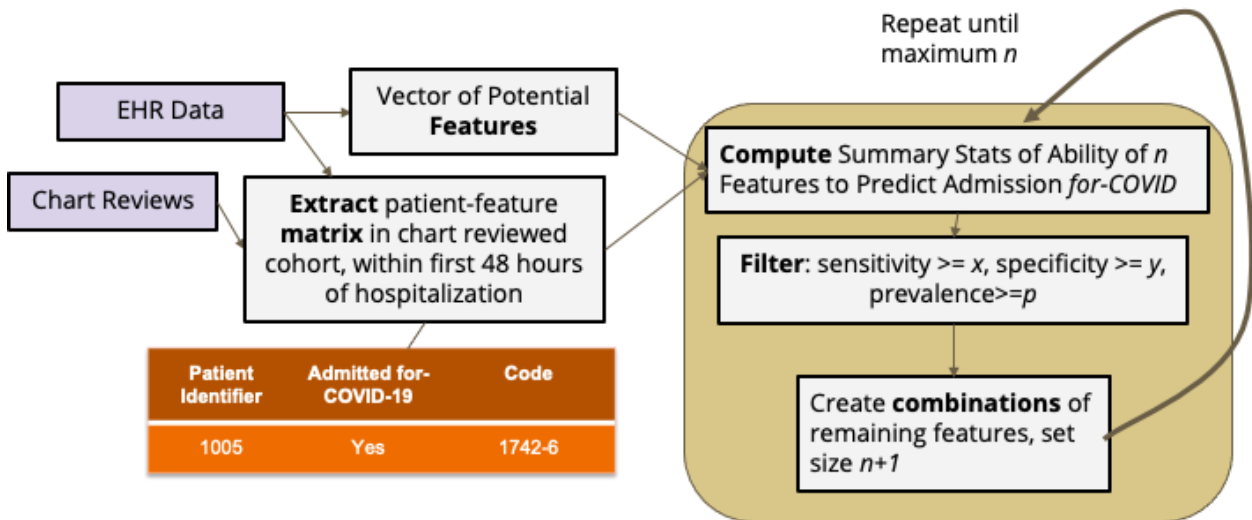 Repeat until
maximum n
EHR Data
Vector of Potential
Features
Chart Reviews
Extract patient-feature
matrix in chart reviewed
cohort, within first 48 hours
of hospitalization
Patient
Identifier
Admitted for-
COVID-19
Code
1005
Yes
1742-6
Compute Summary Stats of Ability of n
Features to Predict Admission for-COVID
Filter: sensitivity >= x, specificity >= y,
prevalence>=p
Create combinations of
remaining features, set
size n+1